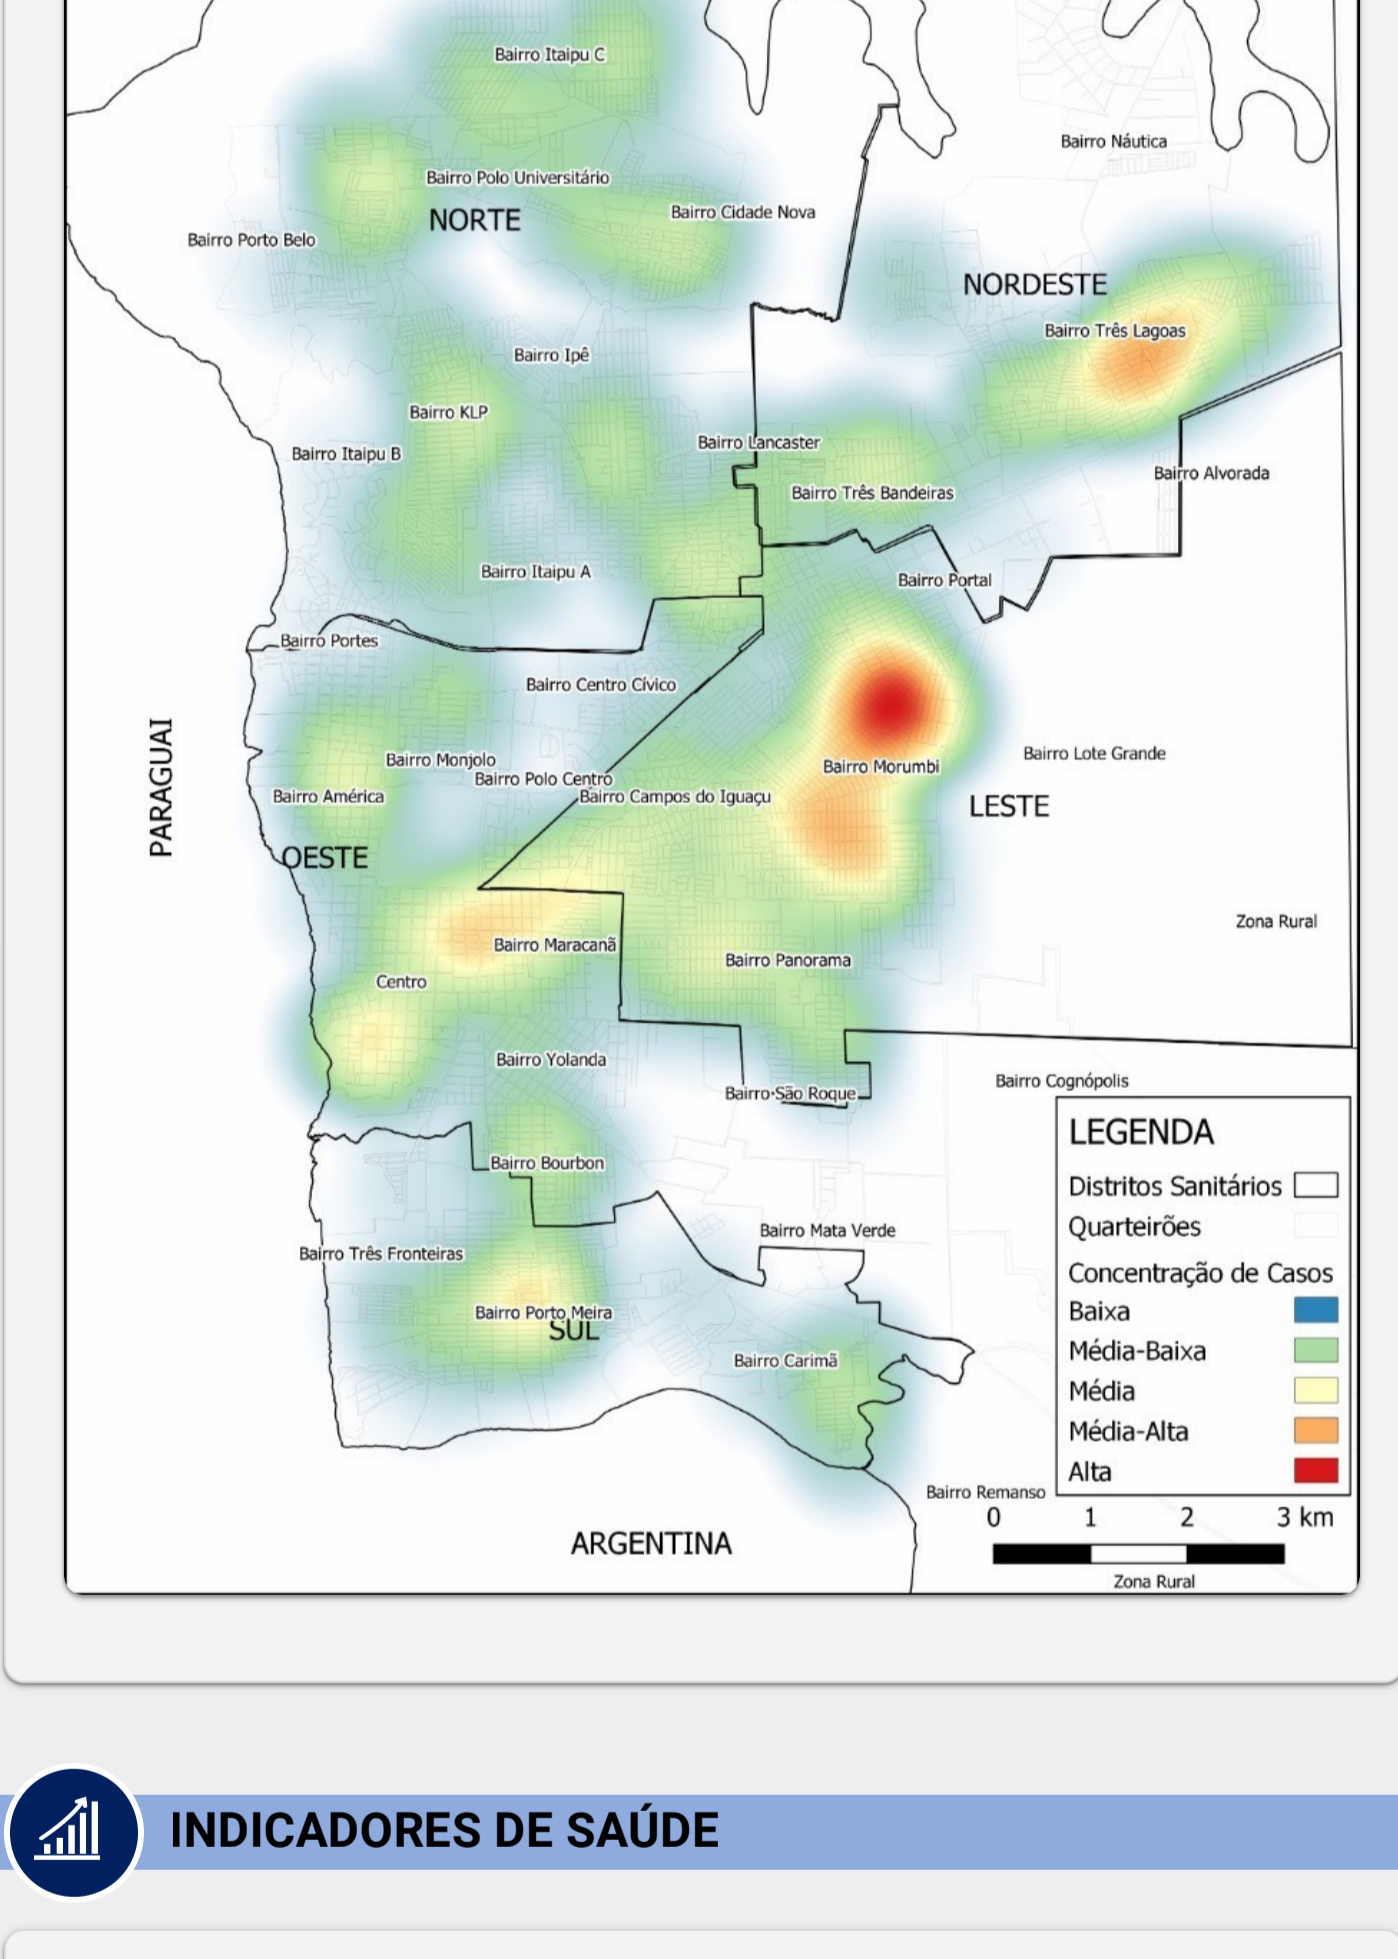 Bairro Itaipu C
Bairro Náutica
Bairro Polo Universitário
Bairro Cidade Nova
NORTE
Bairro Porto Belo
NORDESTE
Bairro Três Lagoas
Bairro Ipê
Bairro KLP
Bairro Lancaster
Bairro Itaipu B
Bairro Alvorada
Bairro Três Bandeiras
Bairro Itaipu A
Bairro Portal
Bairro Portes
Bairro Centro Cívico
PARAGUAI
Bairro Lote Grande
Bairro Monjolo
Bairro Morumbi
Bairro Polo Centro
Bairro América
Bairro Campos do Iguaçu
LESTE
OESTE
Zona Rural
Bairro Maracanã
Bairro Panorama
Centro
Bairro Yolanda
Bairro Cognópolis
Bairro São Roque
LEGENDA
Bairro Bourbon
Distritos Sanitários
Quarteirões
Bairro Mata Verde
Bairro Três Fronteiras
Concentração de Casos
Baixa
Bairro Porto Meira
SUL
Média-Baixa
Bairro Carimã
Média
Média-Alta
Alta
Bairro Remanso
0 1 2 3 km
ARGENTINA
Zona Rural
INDICADORES DE SAÚDE